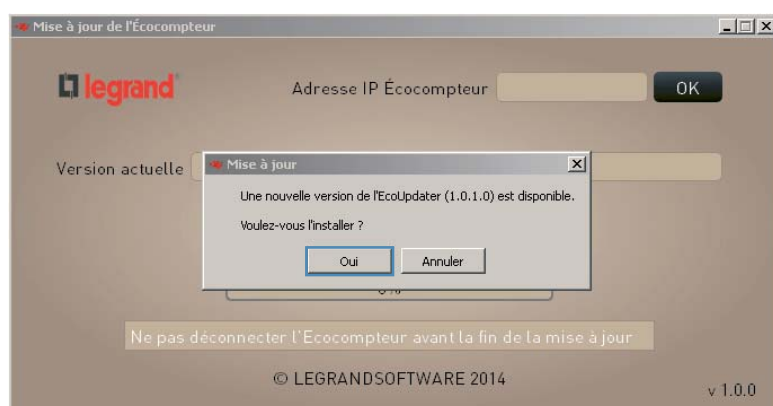 Mise à jour de l'Écocompteur
legrand
Adresse IP Écocompteur
OK
Version actuelle
Mise à jour
Une nouvelle version de l'EcoUpdater (1.0.1.0) est disponible.
Voulez-vous l'installer ?
Oui
Annuler
Ne pas déconnecter l'Ecocompteur avant la fin de la mise à jour
© LEGRANDSOFTWARE 2014
v 1.0.0